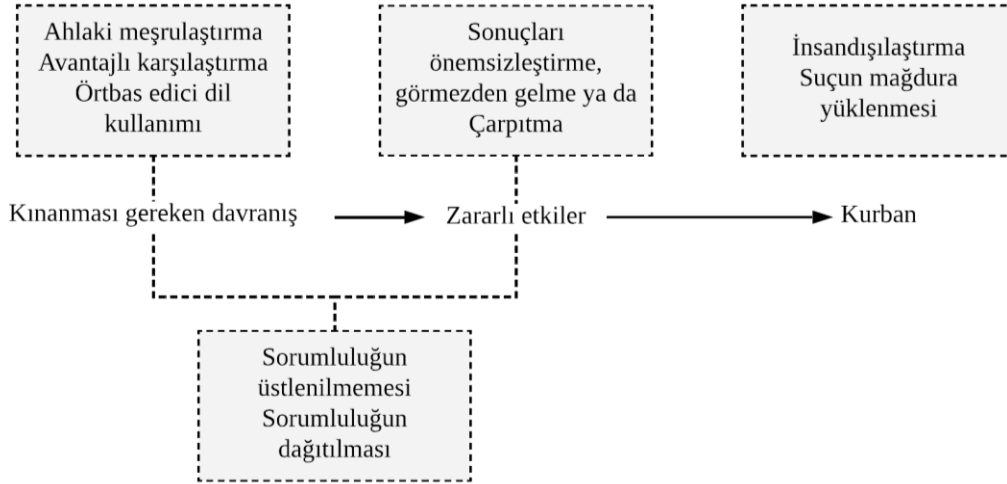 Ahlaki meşrulaştırma
Avantajlı karşılaştırma
Örtbas edici dil
kullanımı
Sonuçları
önemsizleştirme,
görmezden gelme ya da
Çarpıtma
İnsandışılaştırma
Suçun mağdura
yüklenmesi
Kınanması gereken davranış
Zararlı etkiler
Kurban
Sorumluluğun
üstlenilmemesi
Sorumluluğun
dağıtılması